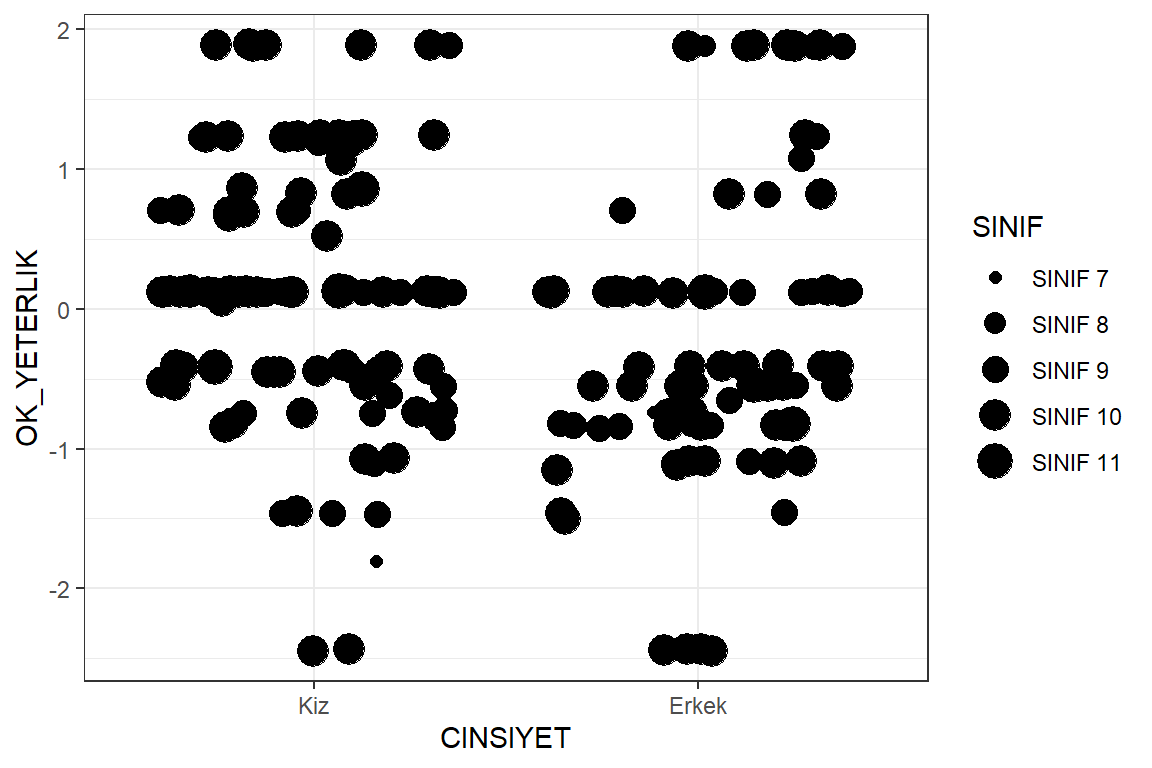 OK_YETERLIK
2
1
0
-1
-2
Kiz
Erkek
CINSIYET
SINIF
SINIF 7
SINIF 8
SINIF 9
SINIF 10
SINIF 11